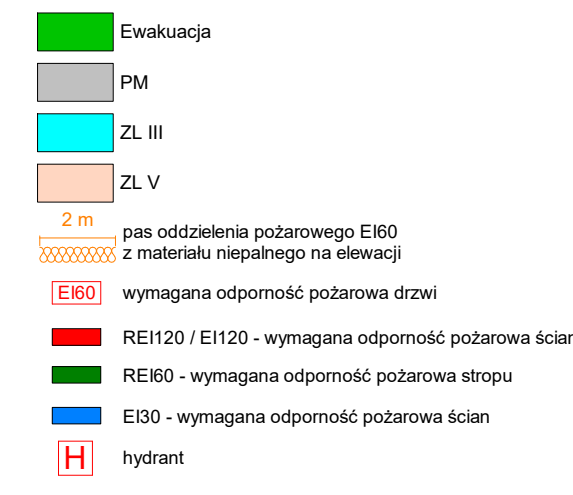 Ewakuacja
PM
ZL III
ZL V
2 m
pas oddzielenia pożarowego EI60
z materiału niepalnego na elewacji
EI60 wymagana odporność pożarowa drzwi
REI120 / EI120 - wymagana odporność pożarowa ścian
REI60 - wymagana odporność pożarowa stropu
EI30 - wymagana odporność pożarowa ścian
H hydrant